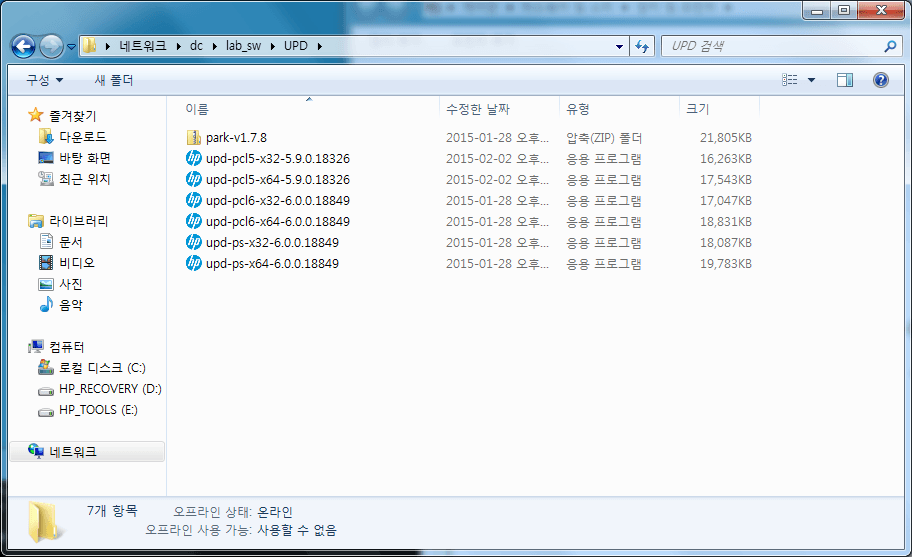 네트워크 dc lab_sw UPD UPD 검색
구성 새 폴더
이름 수정한 날짜 유형 크기
park-v1.7.8 2015-01-28 오후... 압축(ZIP) 폴더 21,805KB
upd-pcl5-x32-5.9.0.18326 2015-02-02 오후... 응용 프로그램 16,263KB
upd-pcl5-x64-5.9.0.18326 2015-02-02 오후... 응용 프로그램 17,543KB
upd-pcl6-x32-6.0.0.18849 2015-01-28 오후... 응용 프로그램 17,047KB
upd-pcl6-x64-6.0.0.18849 2015-01-28 오후... 응용 프로그램 18,831KB
upd-ps-x32-6.0.0.18849 2015-01-28 오후... 응용 프로그램 18,087KB
upd-ps-x64-6.0.0.18849 2015-01-28 오후... 응용 프로그램 19,783KB
즐겨찾기
다운로드
바탕 화면
최근 위치
라이브러리
문서
비디오
사진
음악
컴퓨터
로컬 디스크 (C:)
HP_RECOVERY (D:)
HP_TOOLS (E:)
네트워크
7개 항목 오프라인 상태: 온라인
오프라인 사용 가능: 사용할 수 없음